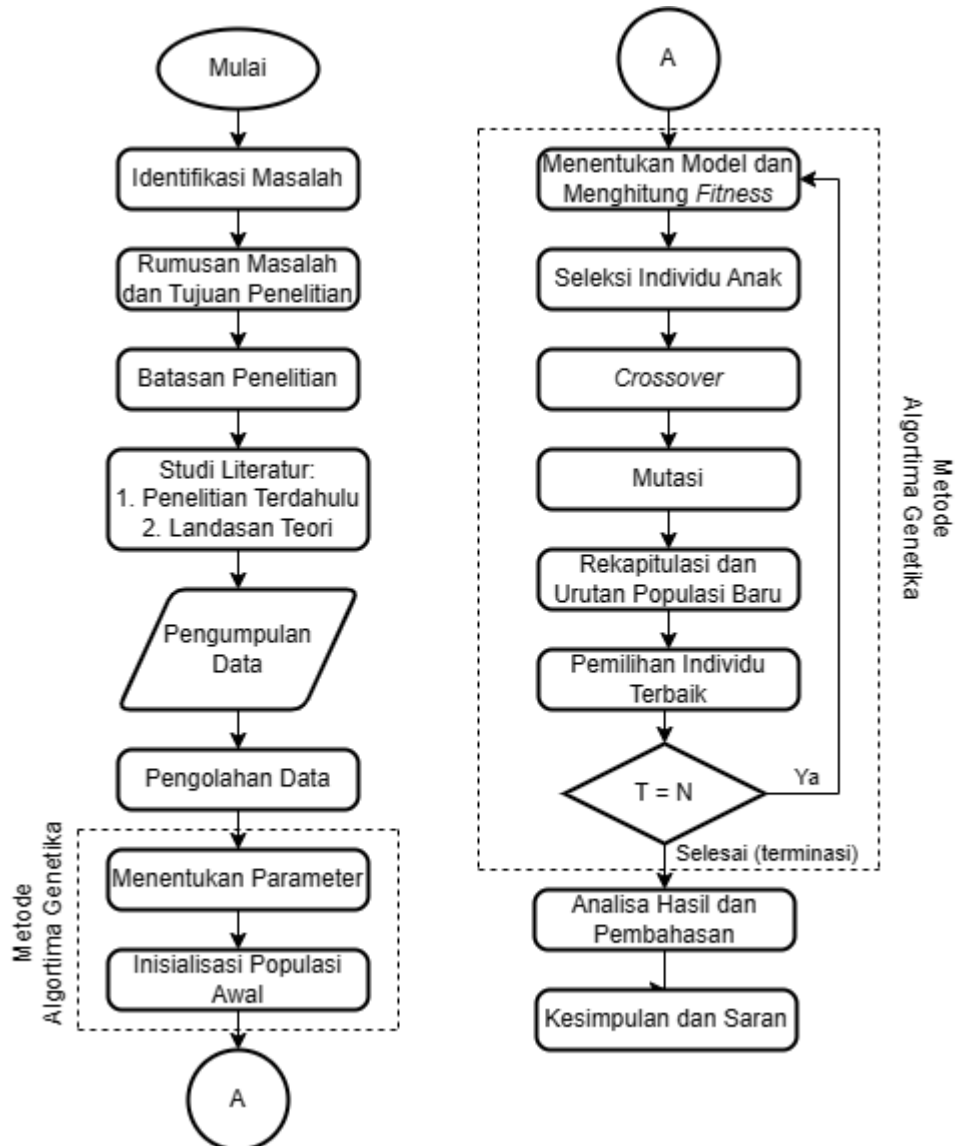 Mulai
Identifikasi Masalah
Rumusan Masalah
dan Tujuan Penelitian
Batasan Penelitian
Studi Literatur:
1. Penelitian Terdahulu
2. Landasan Teori
Pengumpulan
Data
Pengolahan Data
Metode
Algortima Genetika
Menentukan Parameter
Inisialisasi Populasi
Awal
A
A
Menentukan Model dan
Menghitung Fitness
Seleksi Individu Anak
Crossover
Mutasi
Rekapitulasi dan
Urutan Populasi Baru
Pemilihan Individu
Terbaik
T = N
Ya
Selesai (terminasi)
Metode
Algortima Genetika
Analisa Hasil dan
Pembahasan
Kesimpulan dan Saran